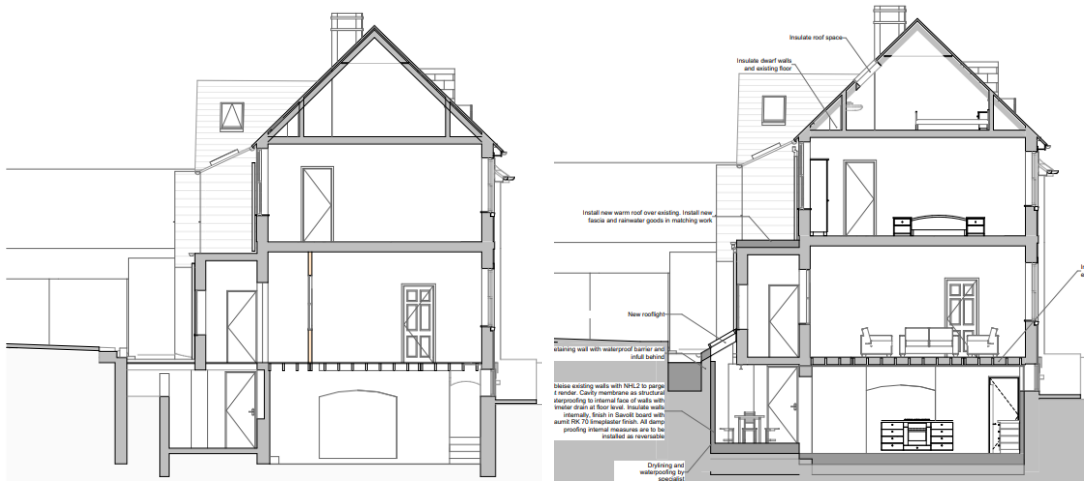 Insulate roof space
Insulate dwarf walls
and existing floor
Install new warm roof over existing. Install new
fascia and rainwater goods in matching work
New rooflight
etaining wall with waterproof barrier and
infull behind
bleise existing walls with NHL2 to parge
t render. Cavity membrane as structural
aterproofing to internal face of walls with
imeter drain at floor level. Insulate walls
internally, finish in Savolit board with
aumit RK 70 limeplaster finish. All damp
proofing internal measures are to be
installed as reversable
Drylining and
waterpoofing by
specialist